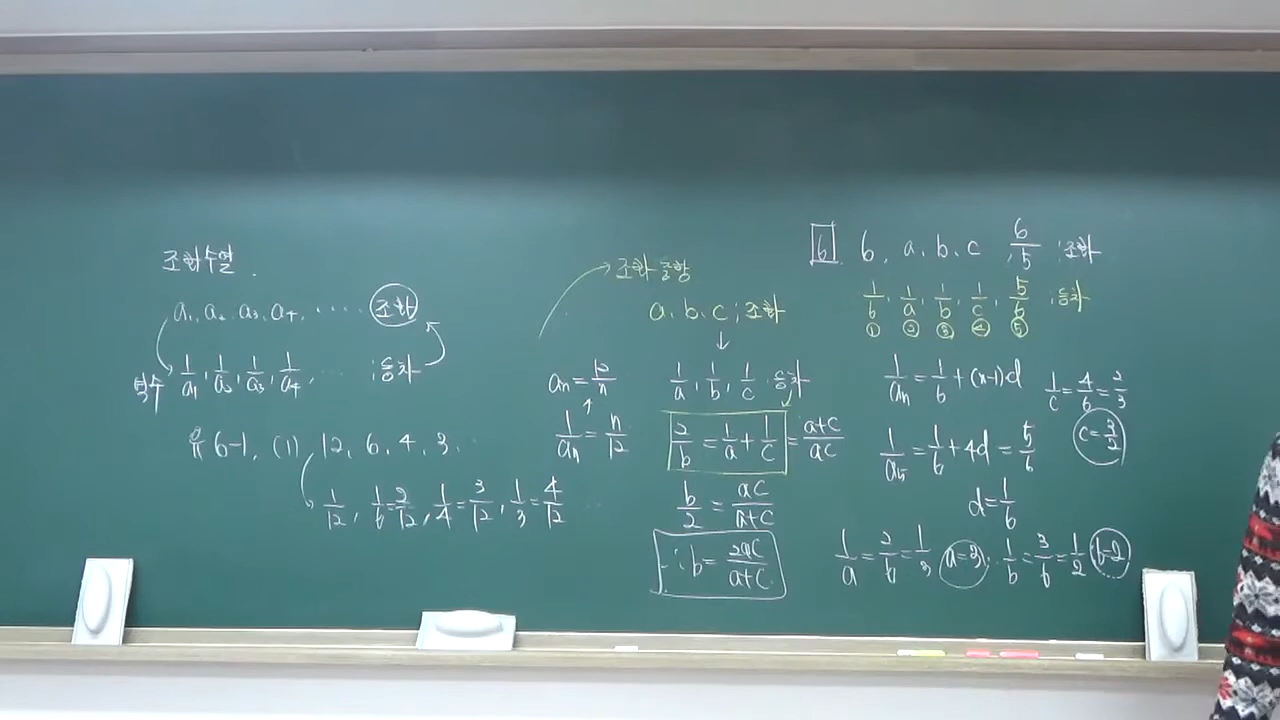 조화수열.
a₁, a₂, a₃, a₄, ····· 조화
역수 1/a₁, 1/a₂, 1/a₃, 1/a₄, ··· ; 등차
6-1, (1), 12, 6, 4, 3, ···
1/12, 1/6=2/12, 1/4=3/12, 1/3=4/12 ···
aₙ=12/n
↑
1/aₙ=n/12
조화중항
a, b, c ; 조화
↓
1/a, 1/b, 1/c 등차
2/b=1/a+1/c=(a+c)/ac
b/2=ac/(a+c)
∴ b=2ac/(a+c)
6 6, a, b, c, 6/5 ; 조화
1/6, 1/a, 1/b, 1/c, 5/6 ; 등차
① ② ③ ④ ⑤
1/aₙ=1/6+(n-1)d
1/a₅=1/6+4d=5/6
d=1/6
1/a=2/6=1/3 a=3, 1/b=3/6=1/2 b=2
1/c=4/6=2/3
c=3/2